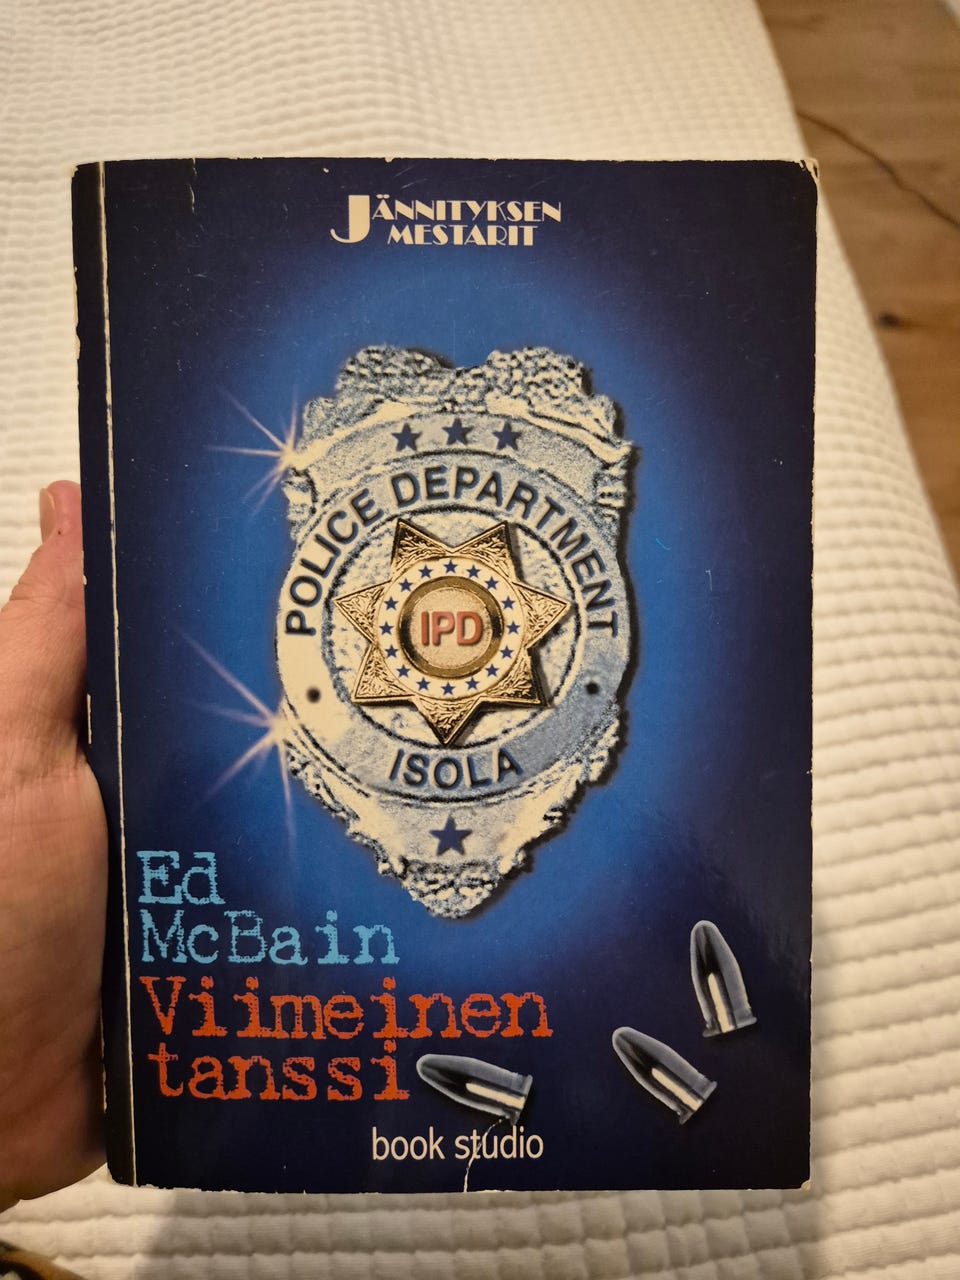 JÄNNITYKSEN
MESTARIT
POLICE DEPARTMENT
IPD
ISOLA
Ed
McBain
Viimeinen
tanssi
book studio